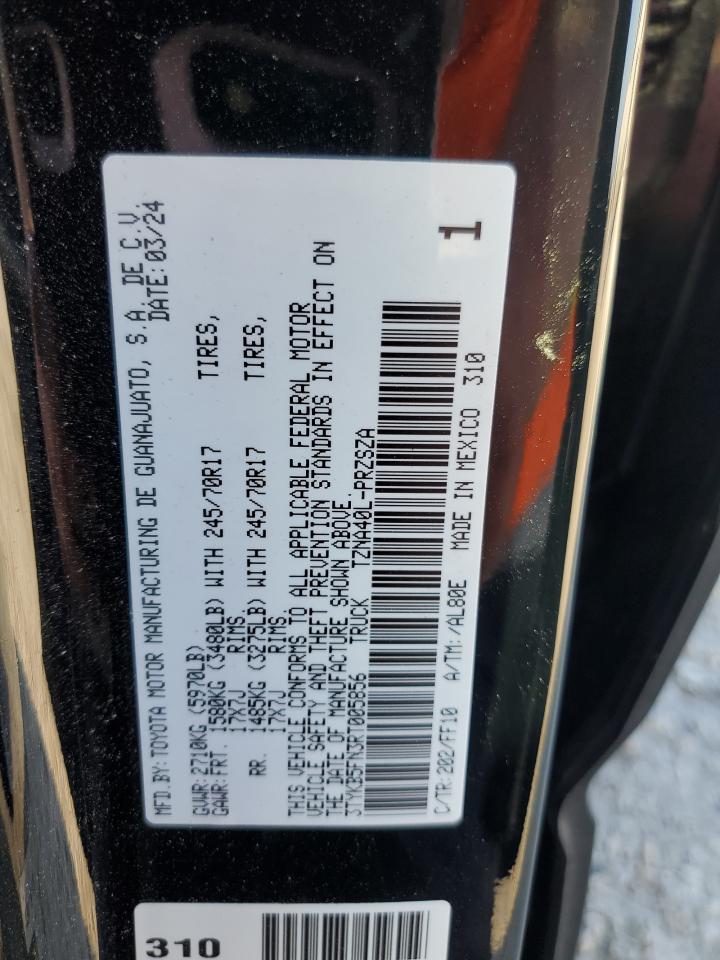 MFD.BY:TOYOTA MOTOR MANUFACTURING DE GUANAJUATO, S.A. DE C.V.
DATE:03/24
GVWR:2710KG (5970LB)
GAWR:FRT. 1580KG (3480LB) WITH 245/70R17 TIRES,
17X7J RIMS
RR. 1485KG (3275LB) WITH 245/70R17 TIRES,
17X7J RIMS
THIS VEHICLE CONFORMS TO ALL APPLICABLE FEDERAL MOTOR
VEHICLE SAFETY AND THEFT PREVENTION STANDARDS IN EFFECT ON
THE DATE OF MANUFACTURE SHOWN ABOVE.
3TYKB5FN3RT005856 TRUCK TZNA40L-PRZSZA
C/TR:202/FF10 A/TM:/AL80E MADE IN MEXICO 310
1
310